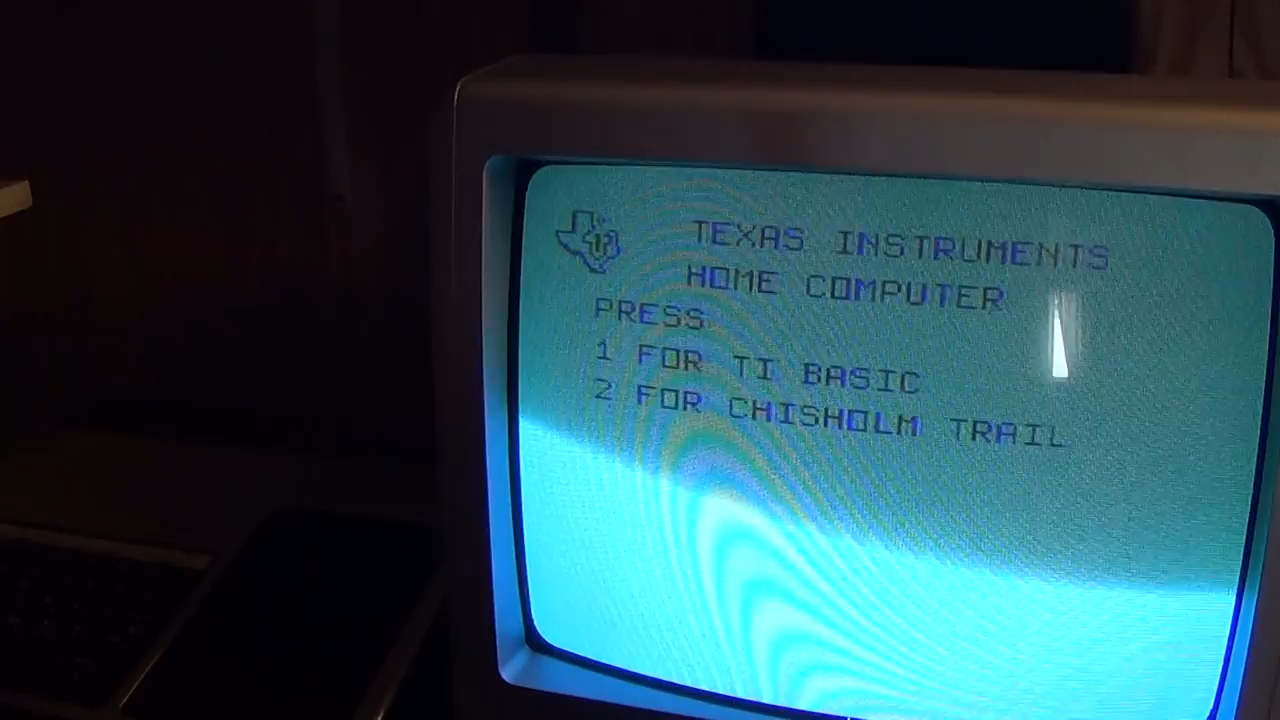 TEXAS INSTRUMENTS
HOME COMPUTER
PRESS
1 FOR TI BASIC
2 FOR CHISHOLM TRAIL